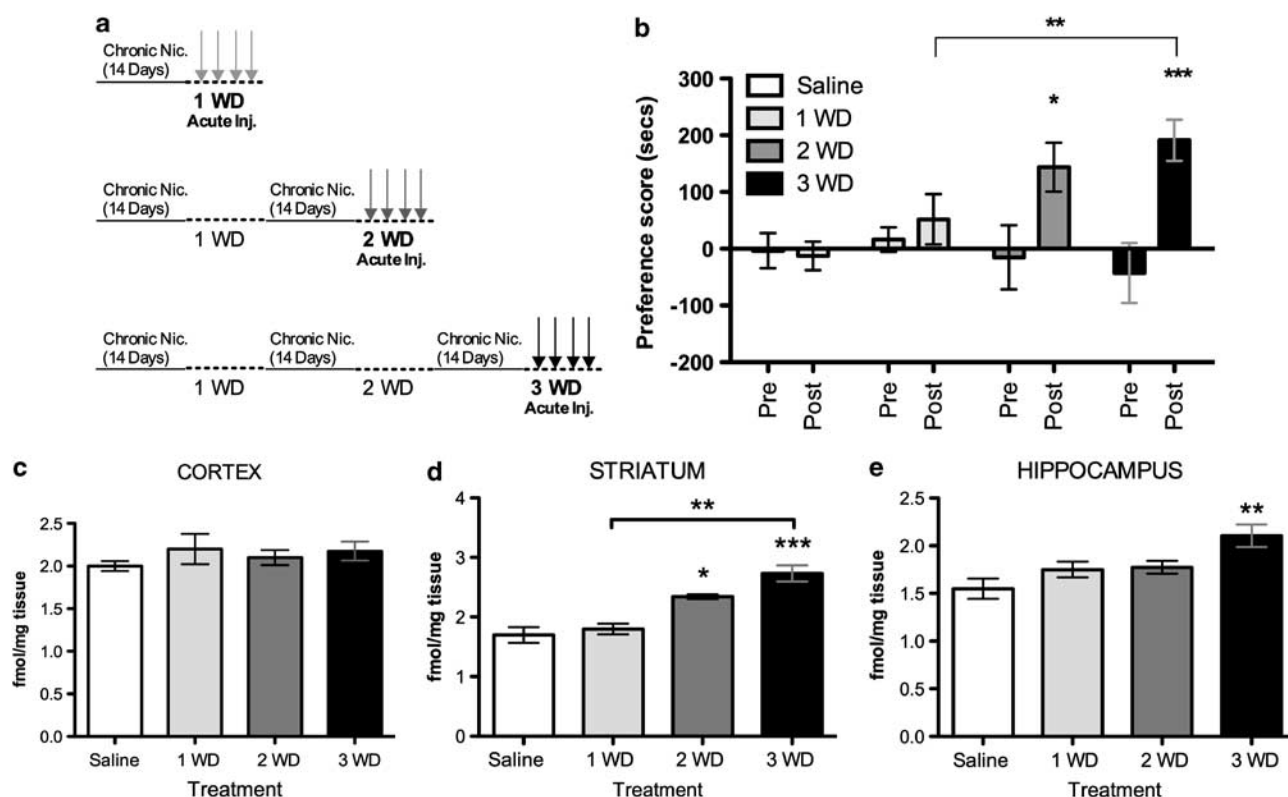 a
Chronic Nic.
(14 Days)
1 WD
Acute Inj.
Chronic Nic.
(14 Days)
1 WD
Chronic Nic.
(14 Days)
2 WD
Acute Inj.
Chronic Nic.
(14 Days)
1 WD
Chronic Nic.
(14 Days)
2 WD
Chronic Nic.
(14 Days)
3 WD
Acute Inj.
b
Preference score (secs)
300
200
100
0
-100
-200
Saline
1 WD
2 WD
3 WD
**
*
***
Pre Post Pre Post Pre Post Pre Post
c
CORTEX
fmol/mg tissue
2.5
2.0
1.5
1.0
0.5
0.0
Saline 1 WD 2 WD 3 WD
Treatment
d
STRIATUM
fmol/mg tissue
4
3
2
1
0
**
*
***
Saline 1 WD 2 WD 3 WD
Treatment
e
HIPPOCAMPUS
fmol/mg tissue
2.5
2.0
1.5
1.0
0.5
0.0
**
Saline 1 WD 2 WD 3 WD
Treatment